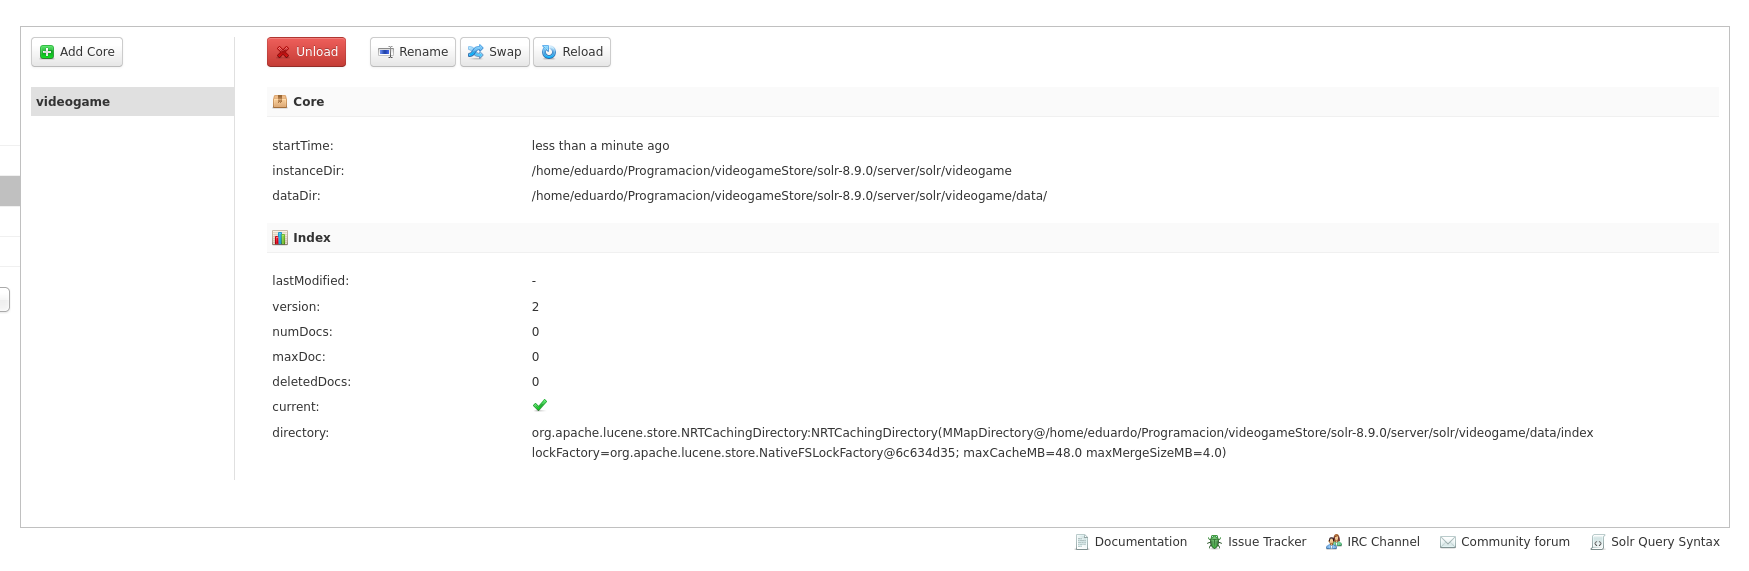 Add Core
Unload Rename Swap Reload
videogame
Core
startTime: less than a minute ago
instanceDir: /home/eduardo/Programacion/videogameStore/solr-8.9.0/server/solr/videogame
dataDir: /home/eduardo/Programacion/videogameStore/solr-8.9.0/server/solr/videogame/data/
Index
lastModified: -
version: 2
numDocs: 0
maxDoc: 0
deletedDocs: 0
current:
directory: org.apache.lucene.store.NRTCachingDirectory:NRTCachingDirectory(MMapDirectory@/home/eduardo/Programacion/videogameStore/solr-8.9.0/server/solr/videogame/data/index
lockFactory=org.apache.lucene.store.NativeFSLockFactory@6c634d35; maxCacheMB=48.0 maxMergeSizeMB=4.0)
Documentation Issue Tracker IRC Channel Community forum Solr Query Syntax